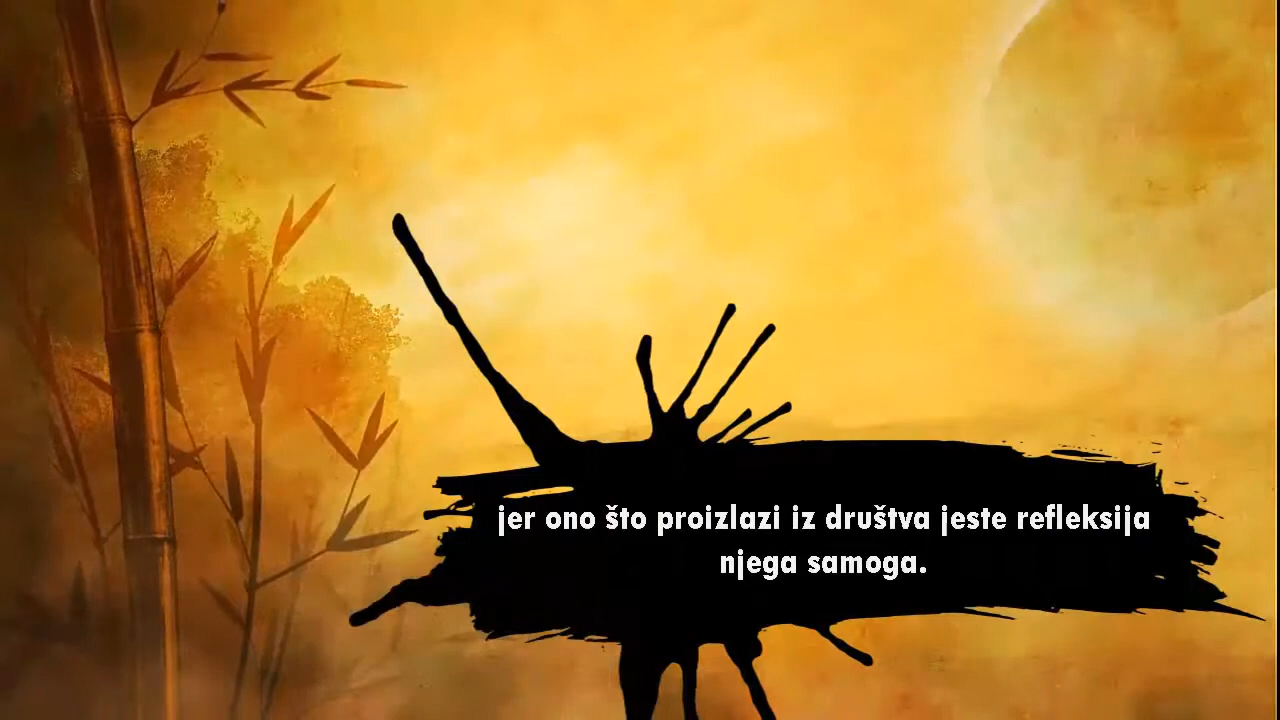 jer ono što proizlazi iz društva jeste refleksija
njega samoga.